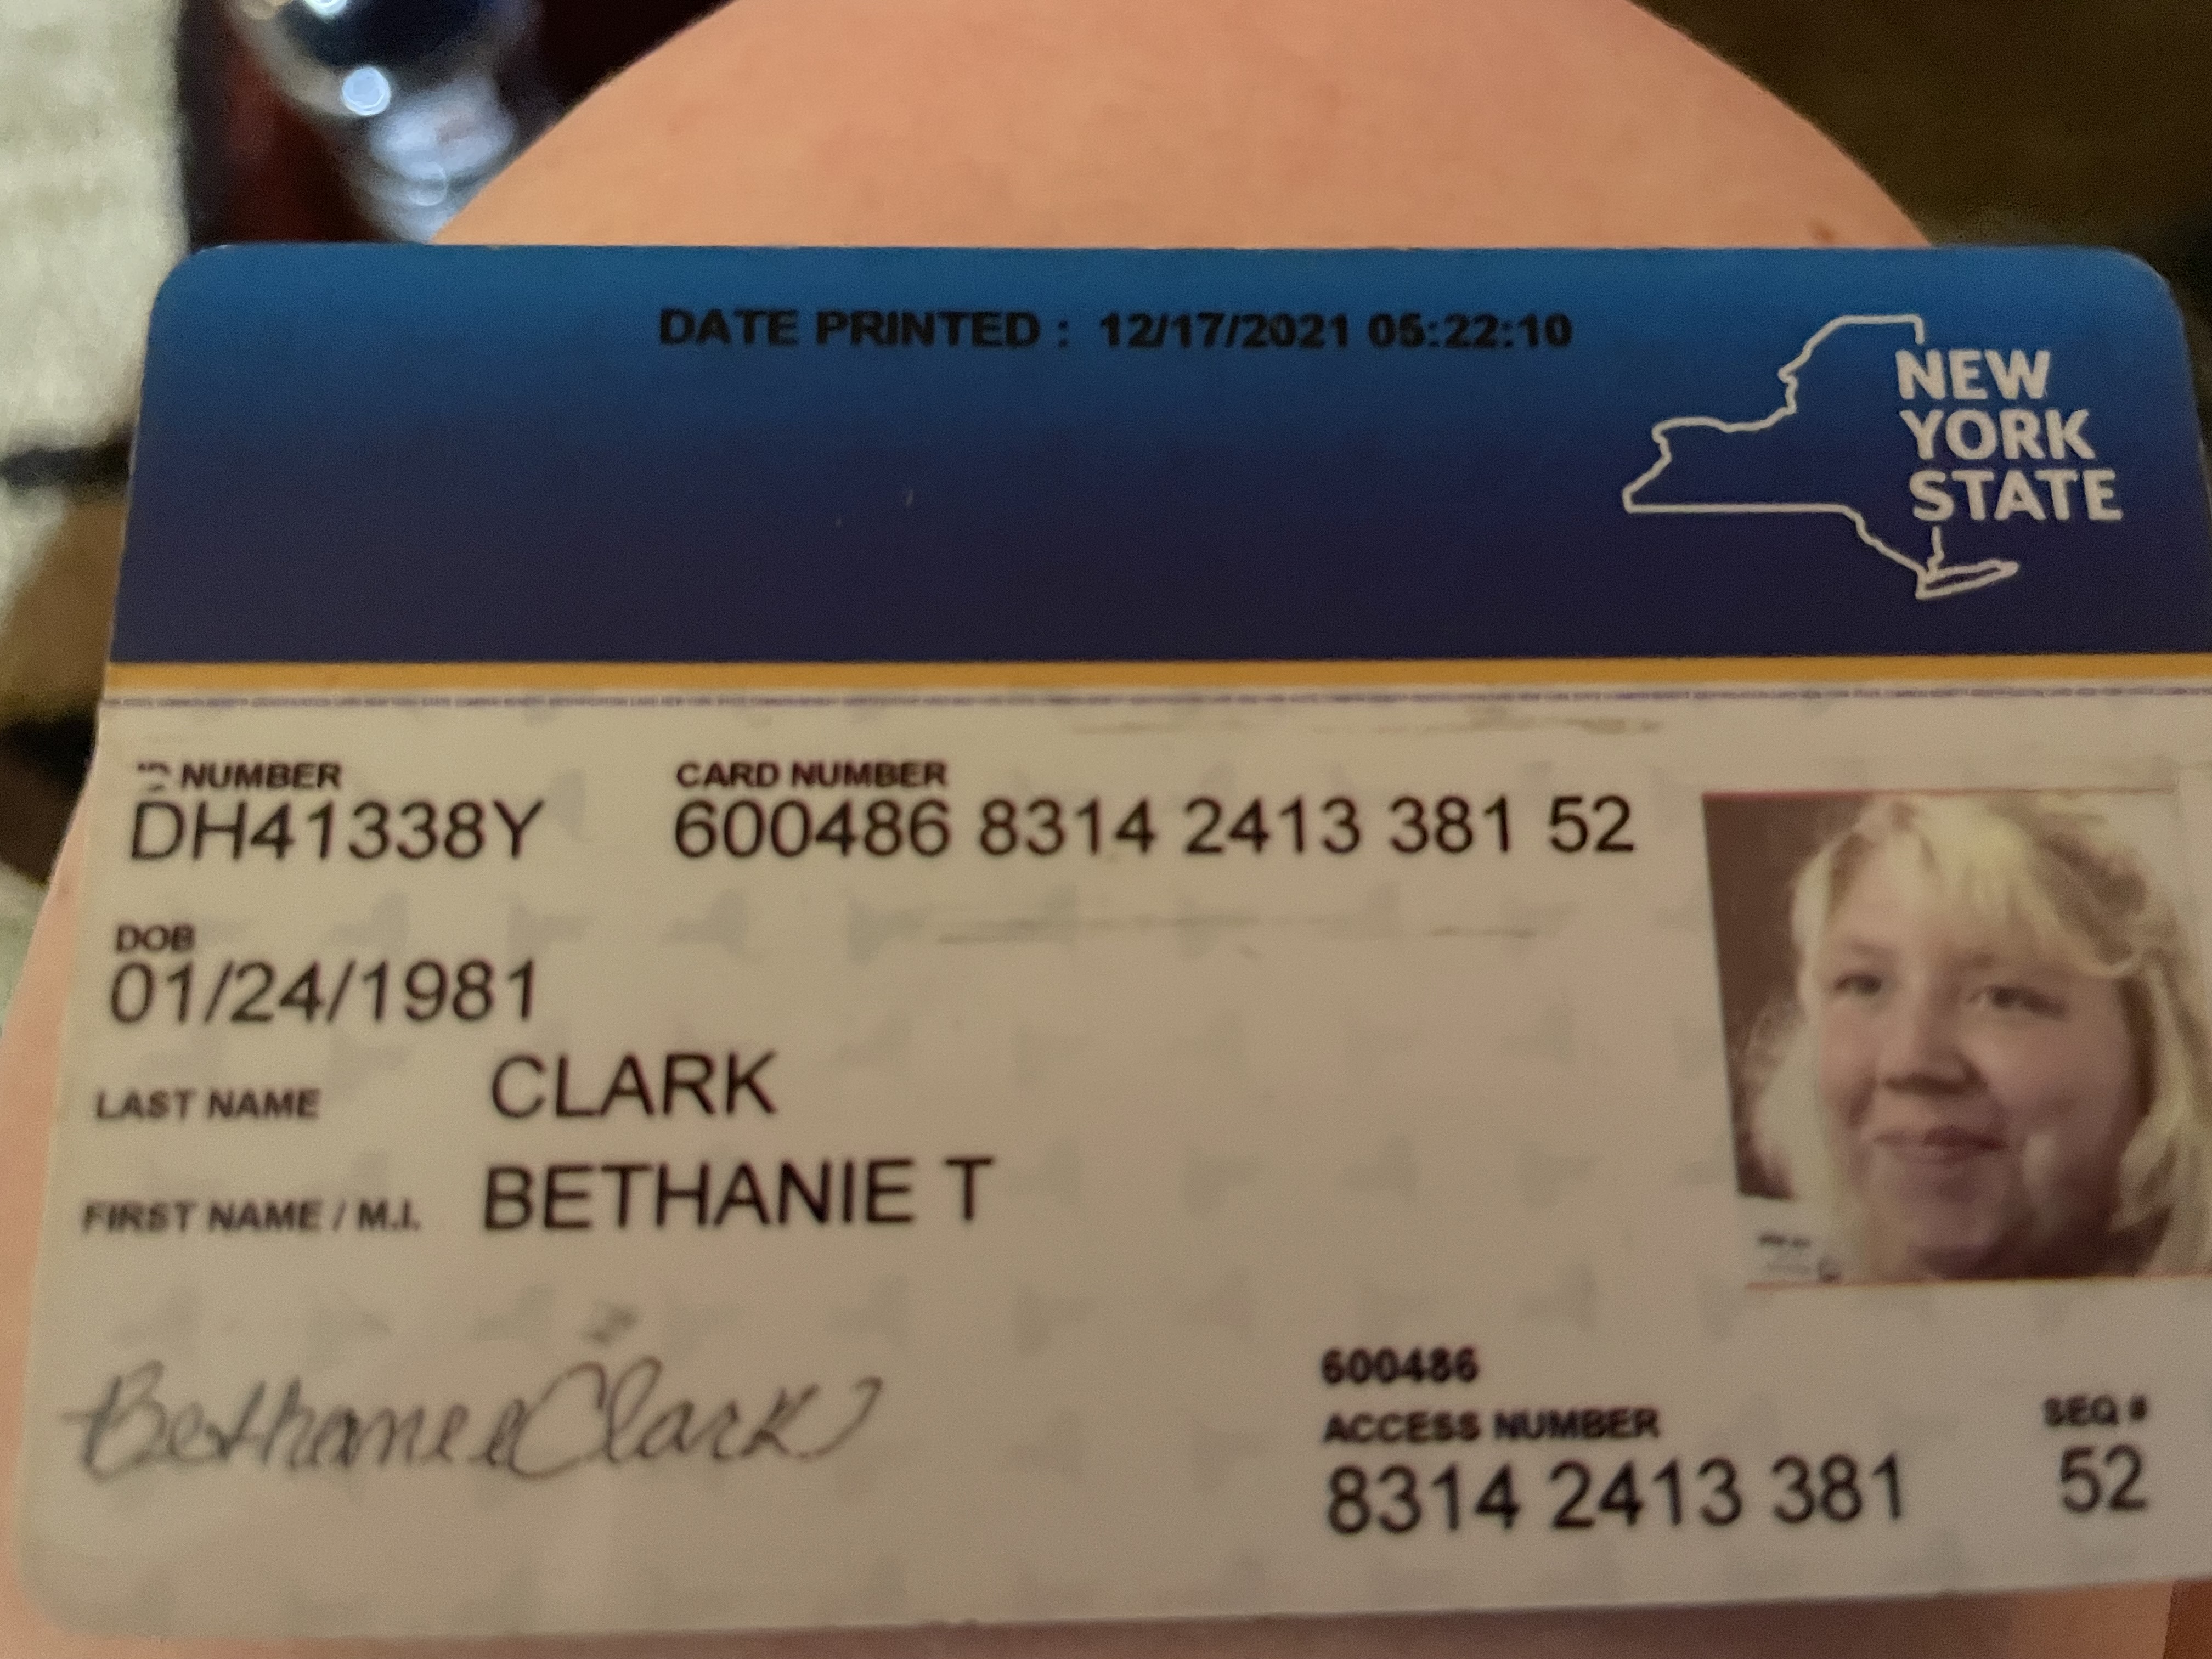 DATE PRINTED : 12/17/2021 05:22:10
NEW
YORK
STATE
NUMBER
CARD NUMBER
DH41338Y
600486 8314 2413 381 52
DOB
01/24/1981
LAST NAME CLARK
FIRST NAME / M.I. BETHANIE T
Bethanie Clark
600486
ACCESS NUMBER
SEQ #
8314 2413 381
52